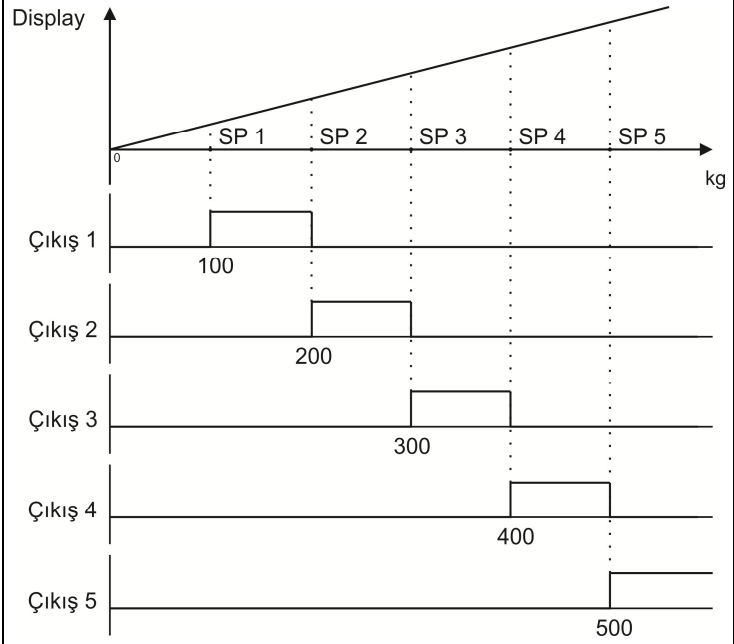 Display
SP 1 SP 2 SP 3 SP 4 SP 5
0
kg
Çıkış 1
100
Çıkış 2
200
Çıkış 3
300
Çıkış 4
400
Çıkış 5
500